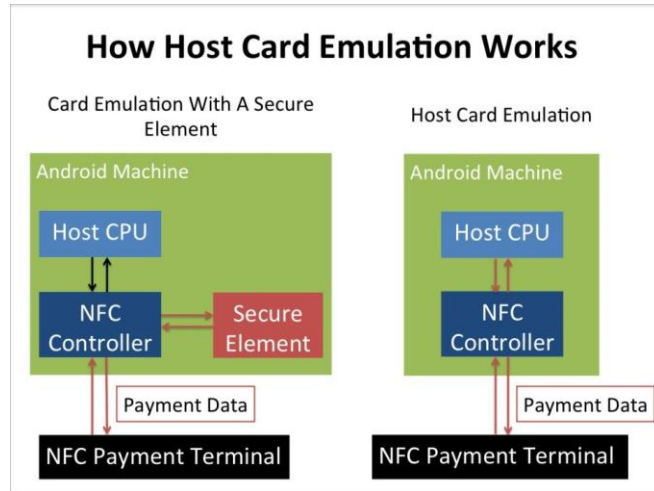 How Host Card Emulation Works
Card Emulation With A Secure
Element
Android Machine
Host CPU
NFC
Controller
Secure
Element
Payment Data
NFC Payment Terminal
Host Card Emulation
Android Machine
Host CPU
NFC
Controller
Payment Data
NFC Payment Terminal